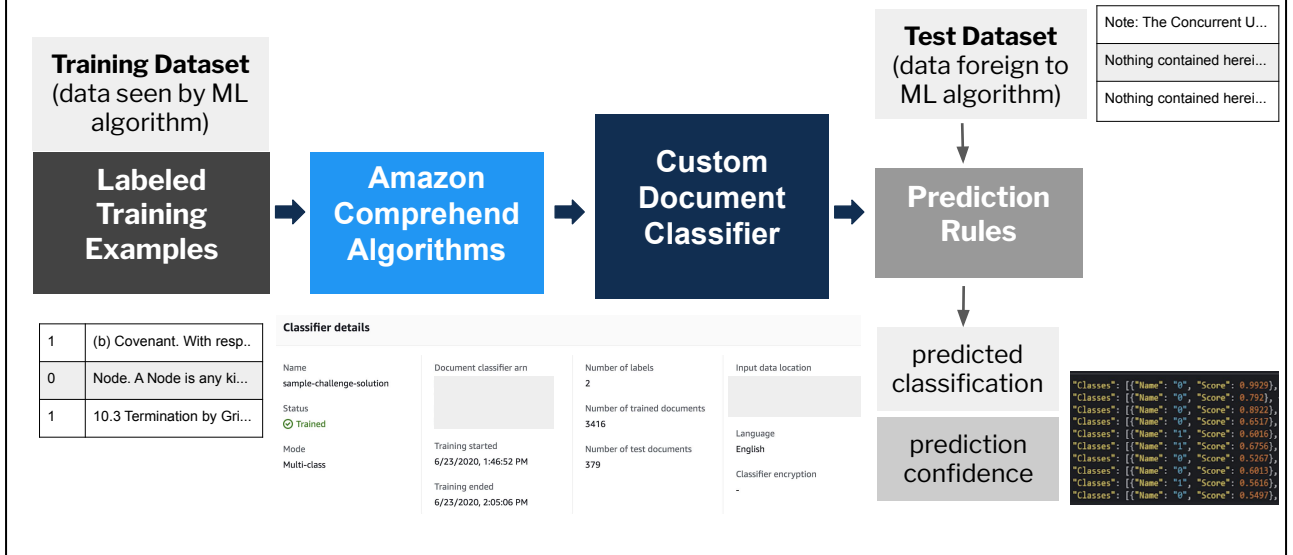 Training Dataset
(data seen by ML
algorithm)
Labeled
Training
Examples
Amazon
Comprehend
Algorithms
Custom
Document
Classifier
Test Dataset
(data foreign to
ML algorithm)
Note: The Concurrent U...
Nothing contained herei...
Nothing contained herei...
Prediction
Rules
1 (b) Covenant. With resp..
0 Node. A Node is any ki...
1 10.3 Termination by Gri...
Classifier details
Name
sample-challenge-solution
Status
Trained
Mode
Multi-class
Document classifier arn
Training started
6/23/2020, 1:46:52 PM
Training ended
6/23/2020, 2:05:06 PM
Number of labels
2
Number of trained documents
3416
Number of test documents
379
Input data location
Language
English
Classifier encryption
-
predicted
classification
prediction
confidence
"Classes": [{"Name": "0", "Score": 0.9929},
"Classes": [{"Name": "0", "Score": 0.792},
"Classes": [{"Name": "0", "Score": 0.8922},
"Classes": [{"Name": "0", "Score": 0.6517},
"Classes": [{"Name": "1", "Score": 0.6016},
"Classes": [{"Name": "1", "Score": 0.6756},
"Classes": [{"Name": "0", "Score": 0.5267},
"Classes": [{"Name": "0", "Score": 0.6013},
"Classes": [{"Name": "1", "Score": 0.5616},
"Classes": [{"Name": "0", "Score": 0.5497},